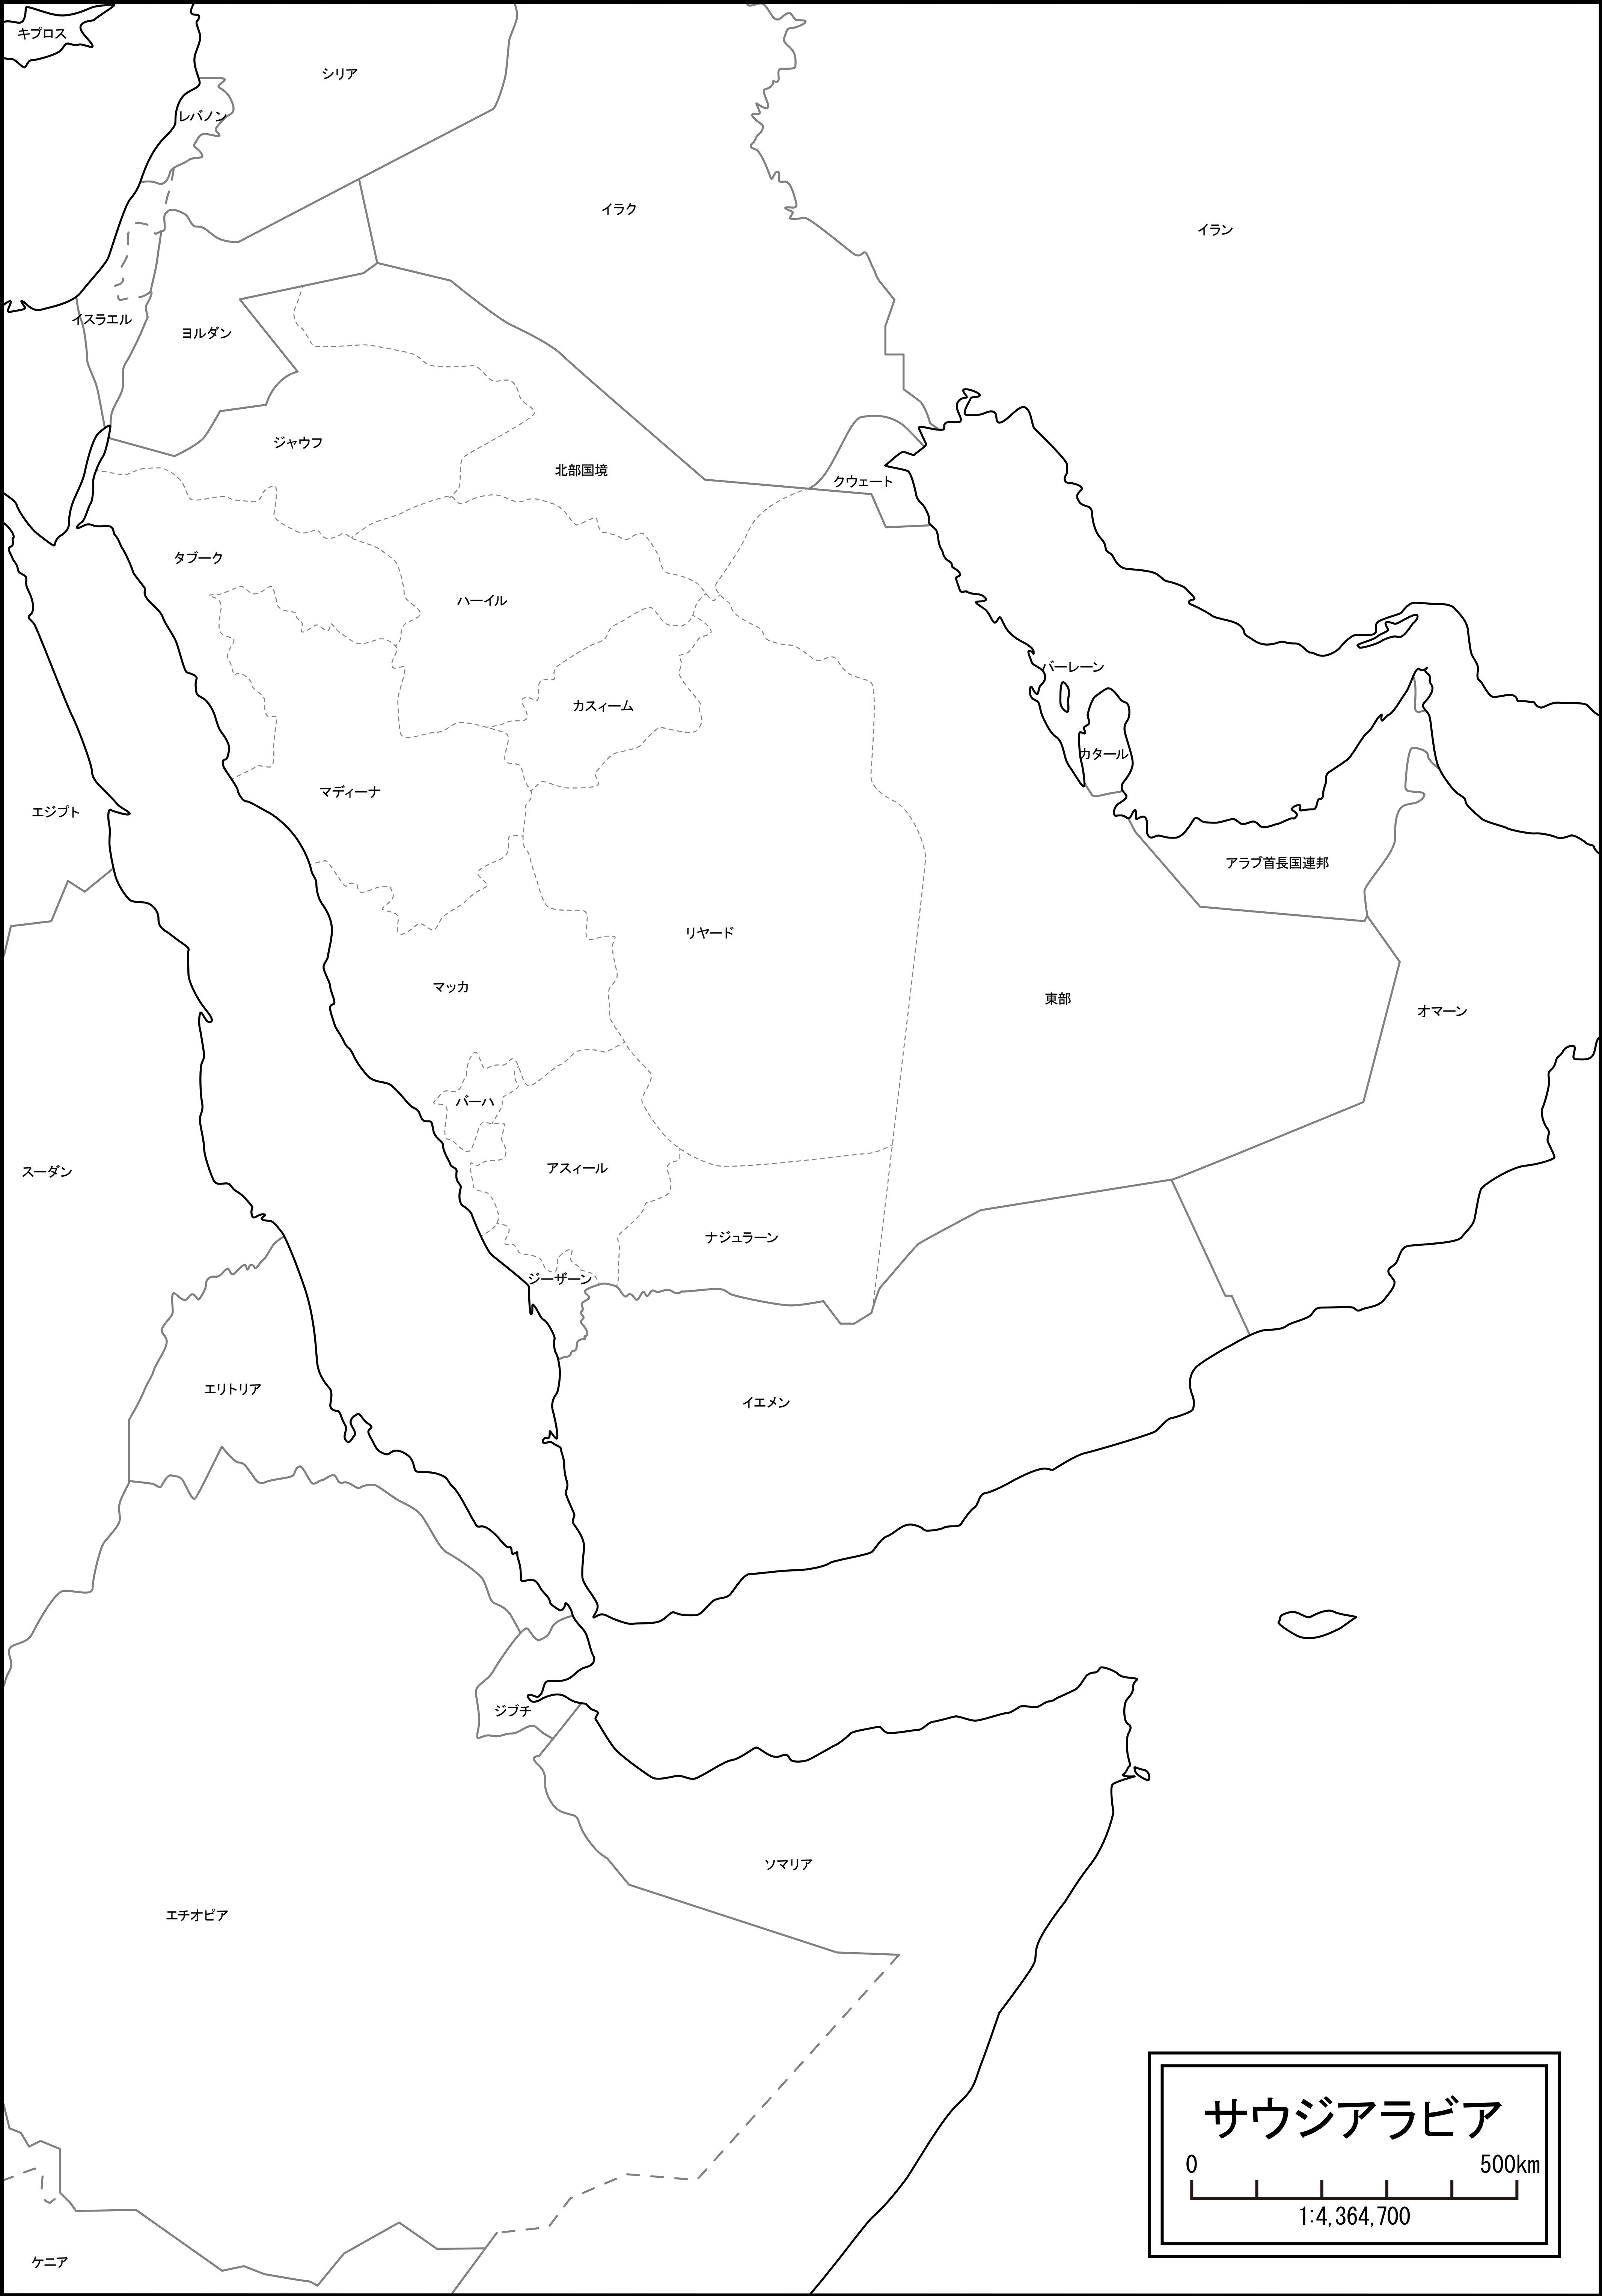 キプロス
シリア
レバノン
イラク
イラン
イスラエル
ヨルダン
ジャウフ
北部国境
クウェート
タブーク
ハーイル
バーレーン
カスィーム
カタール
マディーナ
エジプト
アラブ首長国連邦
リヤード
マッカ
東部
オマーン
バーハ
アスィール
スーダン
ナジュラーン
ジーザーン
エリトリア
イエメン
ジブチ
ソマリア
エチオピア
サウジアラビア
0 500km
1:4,364,700
ケニア